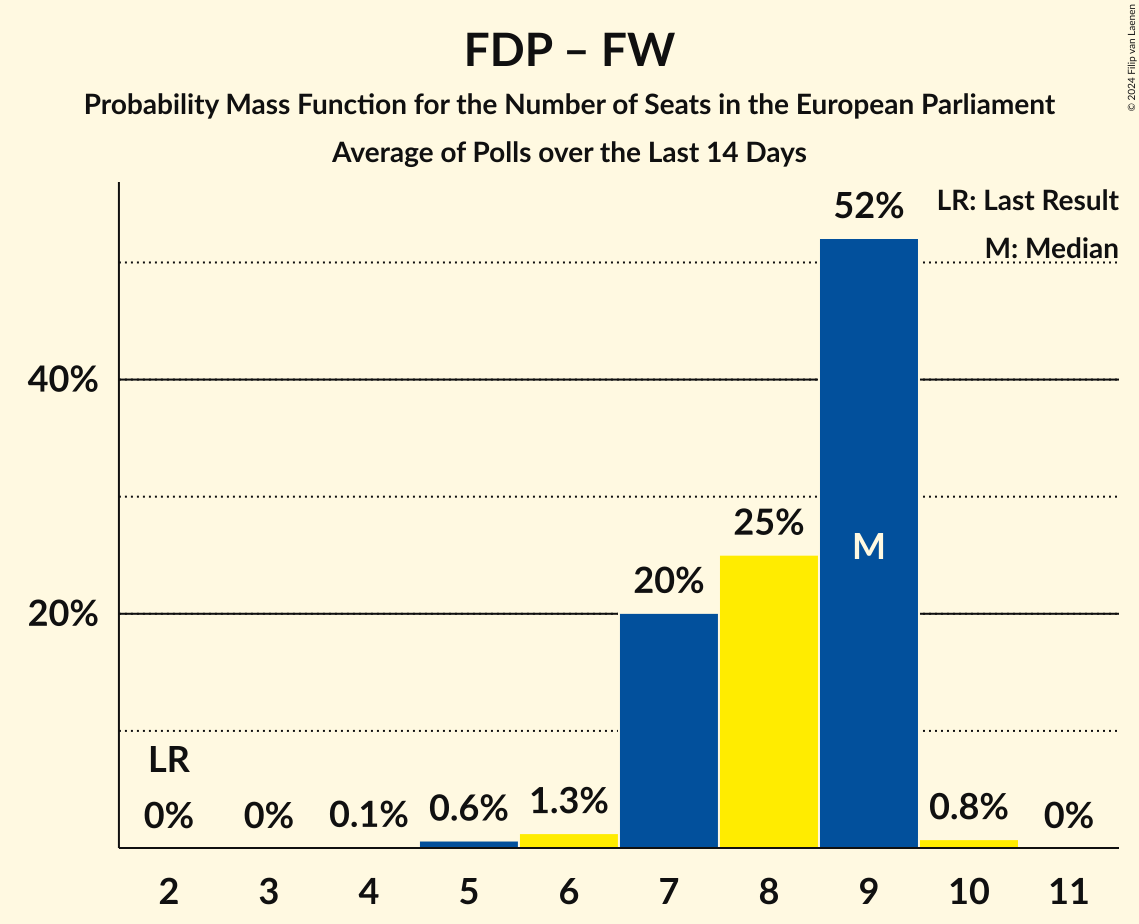 FDP – FW
Probability Mass Function for the Number of Seats in the European Parliament
Average of Polls over the Last 14 Days
© 2024 Filip van Laenen
LR: Last Result
M: Median
40%
20%
LR
0%
0%
0.1%
0.6%
1.3%
20%
25%
52%
M
0.8%
0%
2 3 4 5 6 7 8 9 10 11